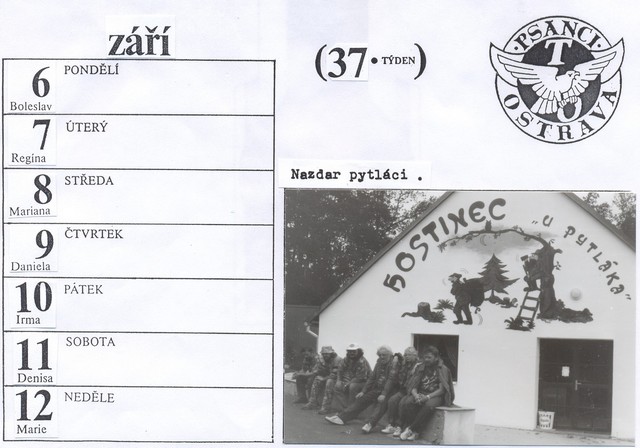 září
6 PONDĚLÍ
Boleslav
7 ÚTERÝ
Regina
8 STŘEDA
Mariana
9 ČTVRTEK
Daniela
10 PÁTEK
Irma
11 SOBOTA
Denisa
12 NEDĚLE
Marie
(37. TÝDEN)
PSANCI
T O
OSTRAVA
Nazdar pytláci .
HOSTINEC „U PYTLÁKA"